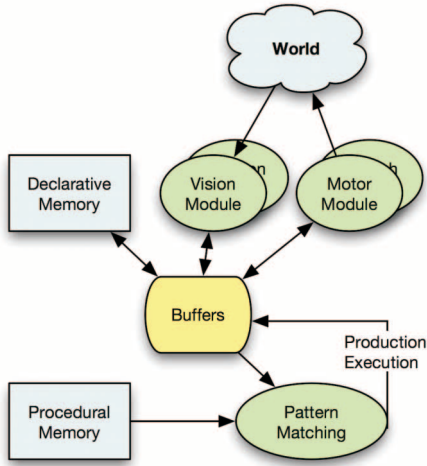 World
Vision
Module
Motor
Module
Declarative
Memory
Buffers
Production
Execution
Procedural
Memory
Pattern
Matching